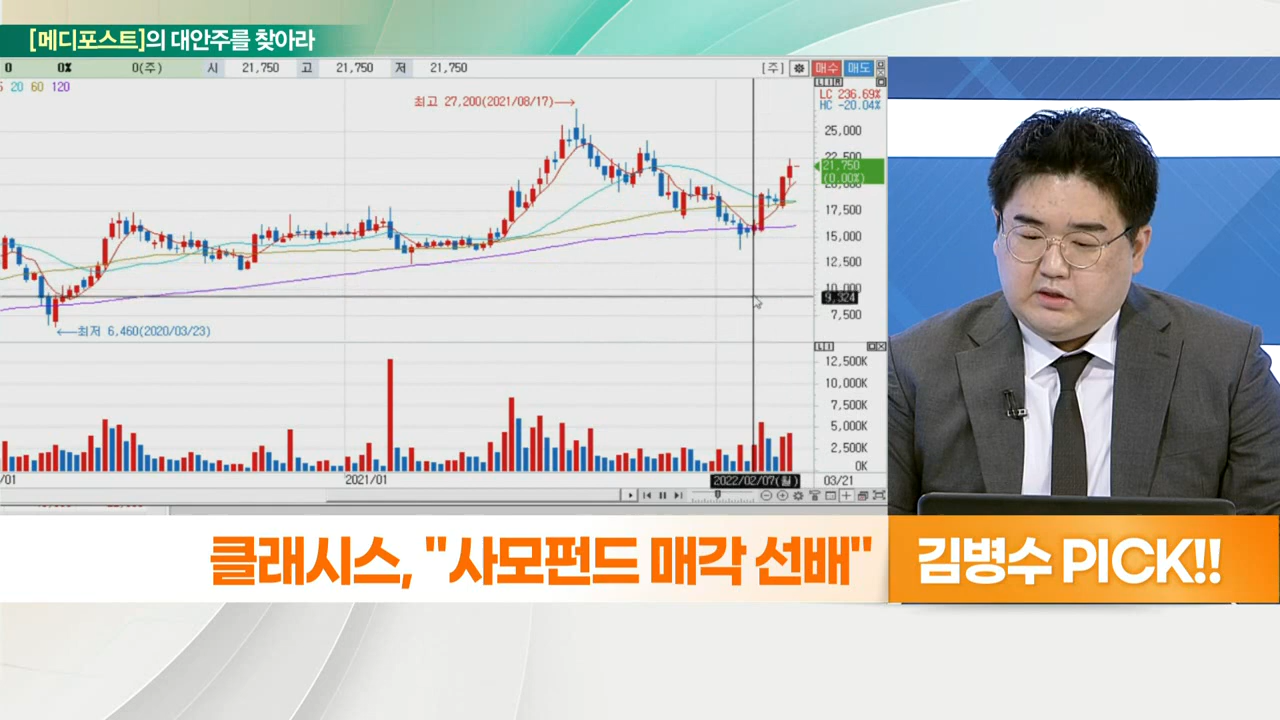 [메디포스트]의 대안주를 찾아라
0 0% 0(주) 시 21,750 고 21,750 저 21,750 [주] 매수 매도
5 20 60 120
LC 236.69%
HC -20.04%
최고 27,200(2021/08/17)
25,000
22,500
21,750
(0.00%)
20,000
17,500
15,000
12,500
10,000
9,324
7,500
최저 6,460(2020/03/23)
12,500K
10,000K
7,500K
5,000K
2,500K
0K
/01 2021/01 2022/02/07(월) 03/21
클래시스, "사모펀드 매각 선배"
김병수 PICK!!